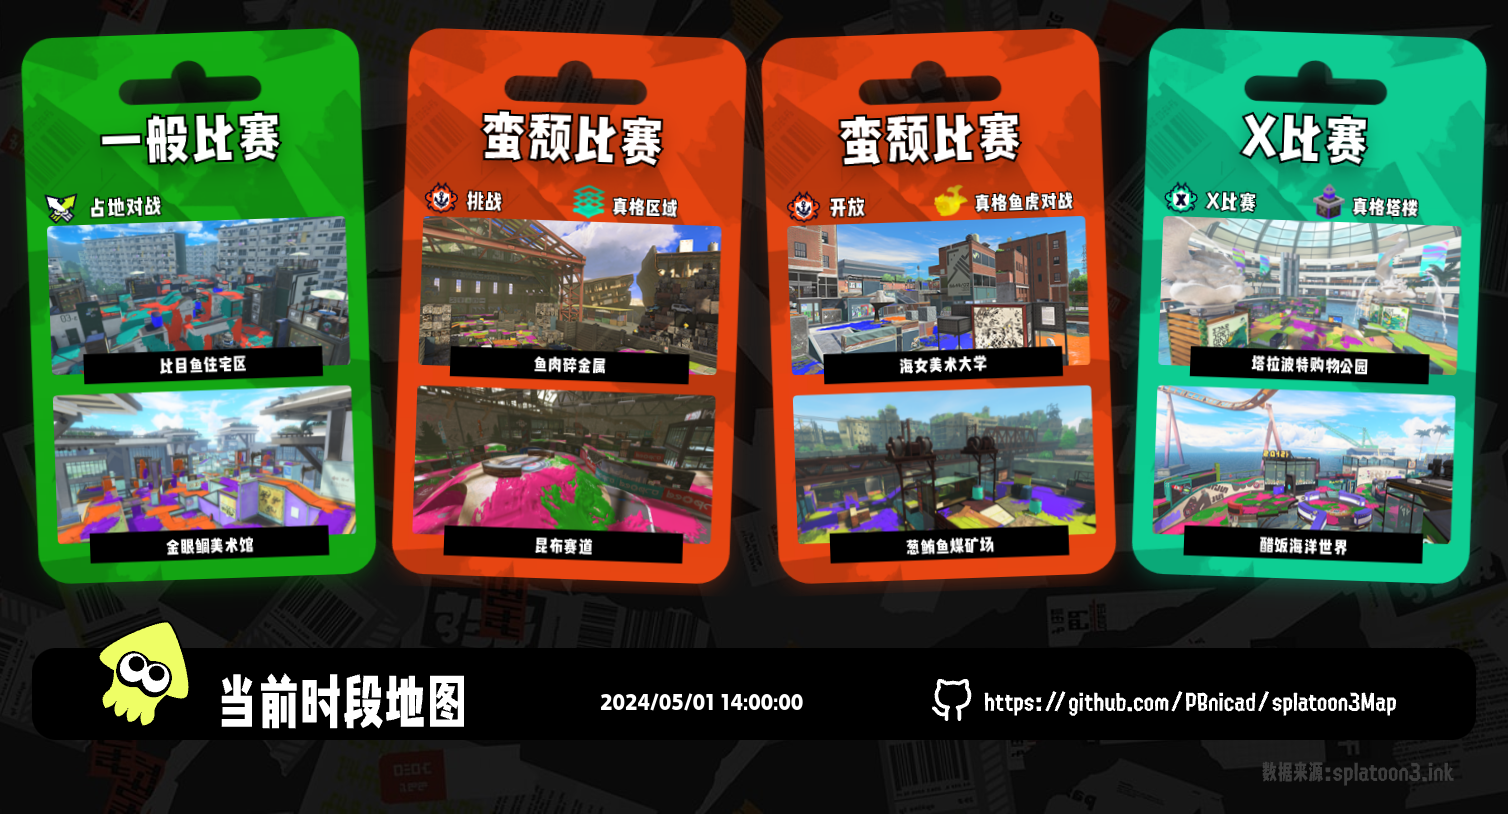 一般比赛
占地对战
比目鱼住宅区
金眼鲷美术馆
蛮颓比赛
挑战
真格区域
鱼肉碎金属
昆布赛道
蛮颓比赛
开放
真格鱼虎对战
海女美术大学
葱鲔鱼煤矿场
X比赛
X比赛
真格塔楼
塔拉波特购物公园
醋饭海洋世界
当前时段地图
2024/05/01 14:00:00
https://github.com/PBnicad/splatoon3Map
数据来源:splatoon3.ink